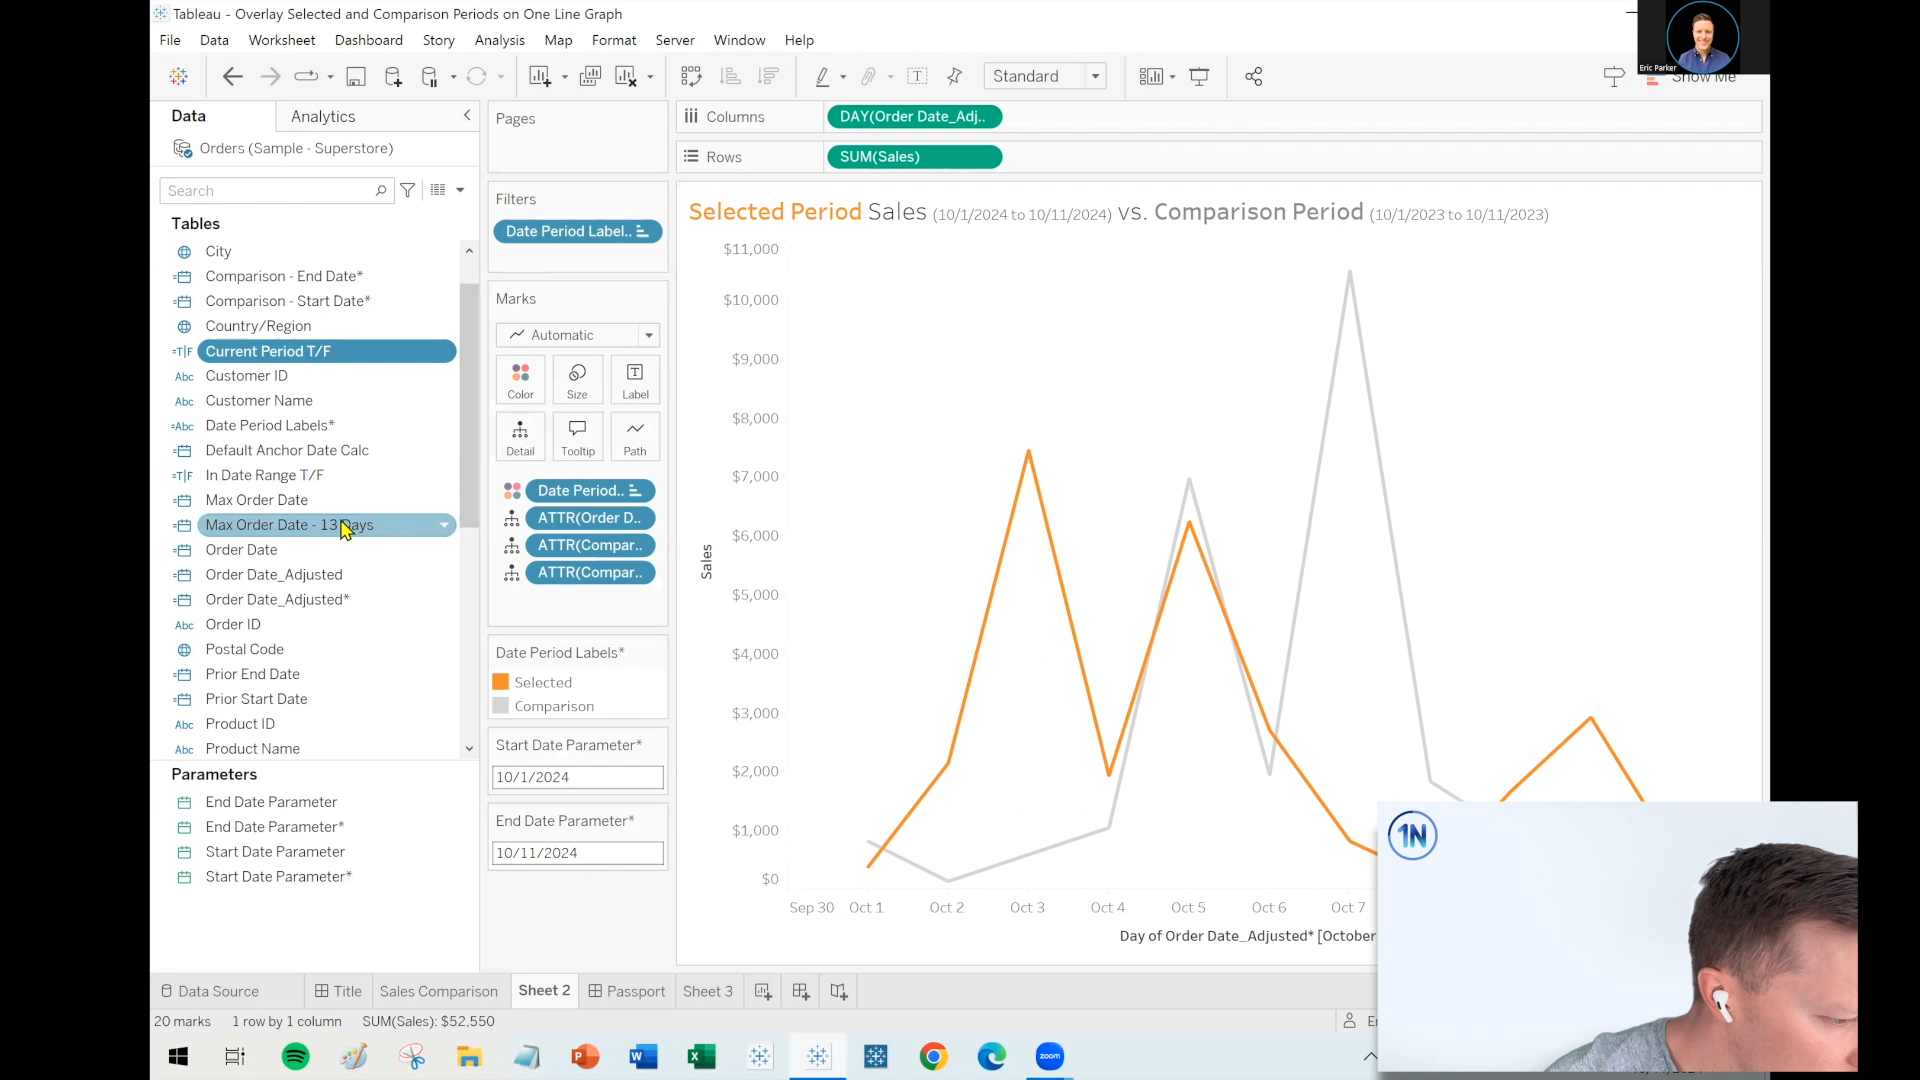 Tableau - Overlay Selected and Comparison Periods on One Line Graph
File Data Worksheet Dashboard Story Analysis Map Format Server Window Help
Eric Parker
Standard
Show Me
Data
Analytics
Orders (Sample - Superstore)
Search
Tables
City
Comparison - End Date*
Comparison - Start Date*
Country/Region
=T|F Current Period T/F
Abc Customer ID
Abc Customer Name
=Abc Date Period Labels*
Default Anchor Date Calc
=T|F In Date Range T/F
Max Order Date
Max Order Date - 13 Days
Order Date
Order Date_Adjusted
Order Date_Adjusted*
Abc Order ID
Postal Code
Prior End Date
Prior Start Date
Abc Product ID
Abc Product Name
Parameters
End Date Parameter
End Date Parameter*
Start Date Parameter
Start Date Parameter*
Pages
Filters
Date Period Label..
Marks
Automatic
Color Size Label
Detail Tooltip Path
Date Period..
ATTR(Order D..
ATTR(Compar..
ATTR(Compar..
Date Period Labels*
Selected
Comparison
Start Date Parameter*
10/1/2024
End Date Parameter*
10/11/2024
Columns
DAY(Order Date_Adj..
Rows
SUM(Sales)
Selected Period Sales (10/1/2024 to 10/11/2024) vs. Comparison Period (10/1/2023 to 10/11/2023)
$11,000
$10,000
$9,000
$8,000
$7,000
$6,000
$5,000
$4,000
$3,000
$2,000
$1,000
$0
Sales
Sep 30 Oct 1 Oct 2 Oct 3 Oct 4 Oct 5 Oct 6 Oct 7
Day of Order Date_Adjusted* [October
1N
Data Source Title Sales Comparison Sheet 2 Passport Sheet 3
20 marks 1 row by 1 column SUM(Sales): $52,550
zoom